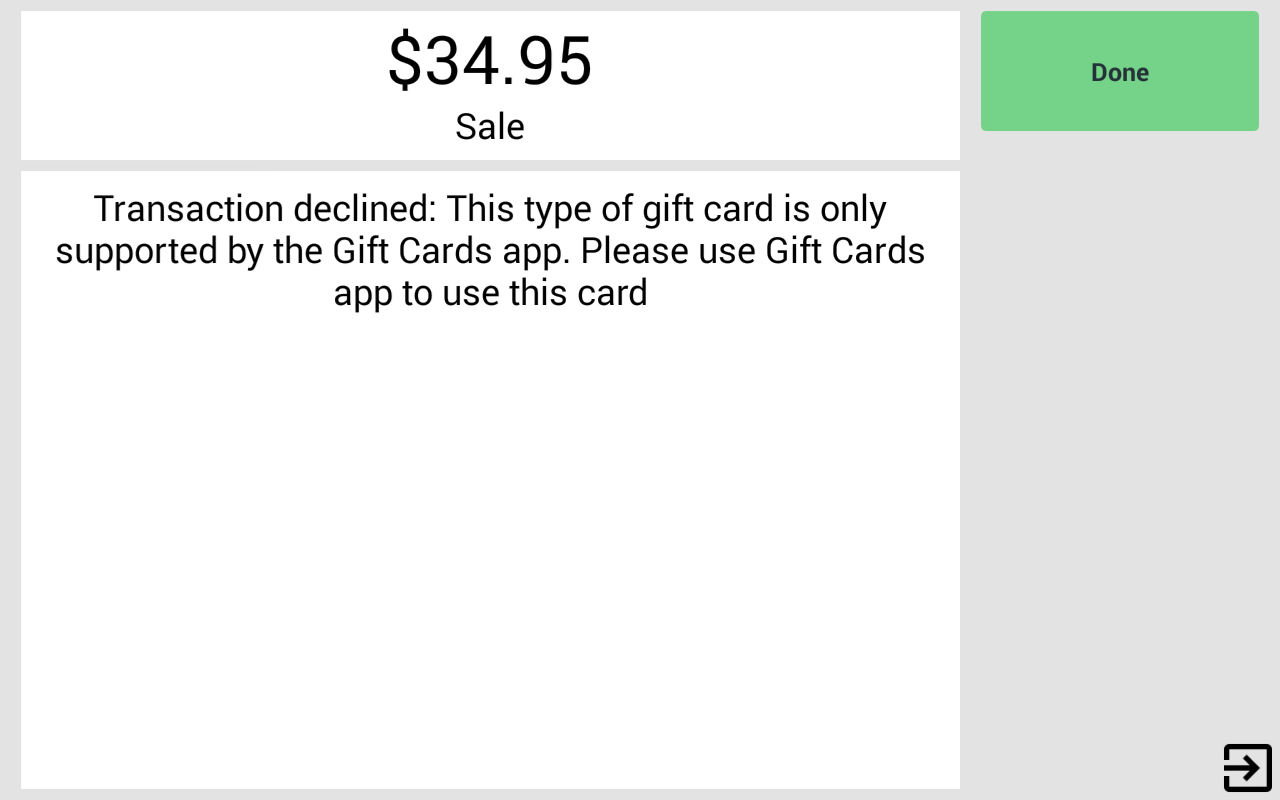 $34.95
Sale
Done
Transaction declined: This type of gift card is only
supported by the Gift Cards app. Please use Gift Cards
app to use this card